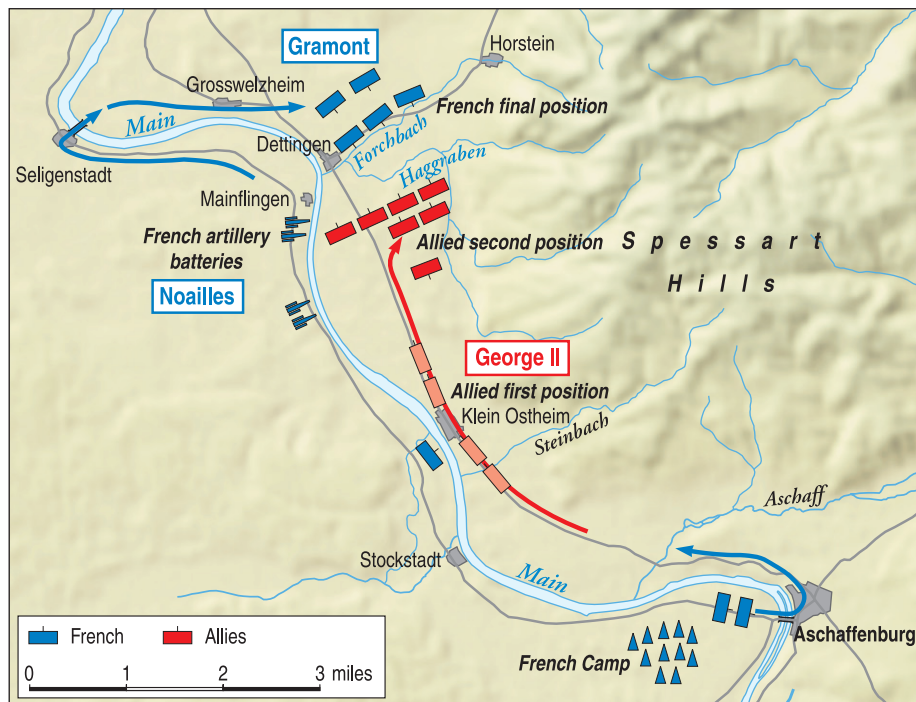 Gramont
Horstein
Grosswelzheim
French final position
Main
Dettingen
Forchbach
Haggraben
Seligenstadt
Mainflingen
French artillery
batteries
Allied second position
Spessart
Hills
Noailles
George II
Allied first position
Klein Ostheim
Steinbach
Aschaff
Stockstadt
Main
Aschaffenburg
French Camp
French Allies
0 1 2 3 miles